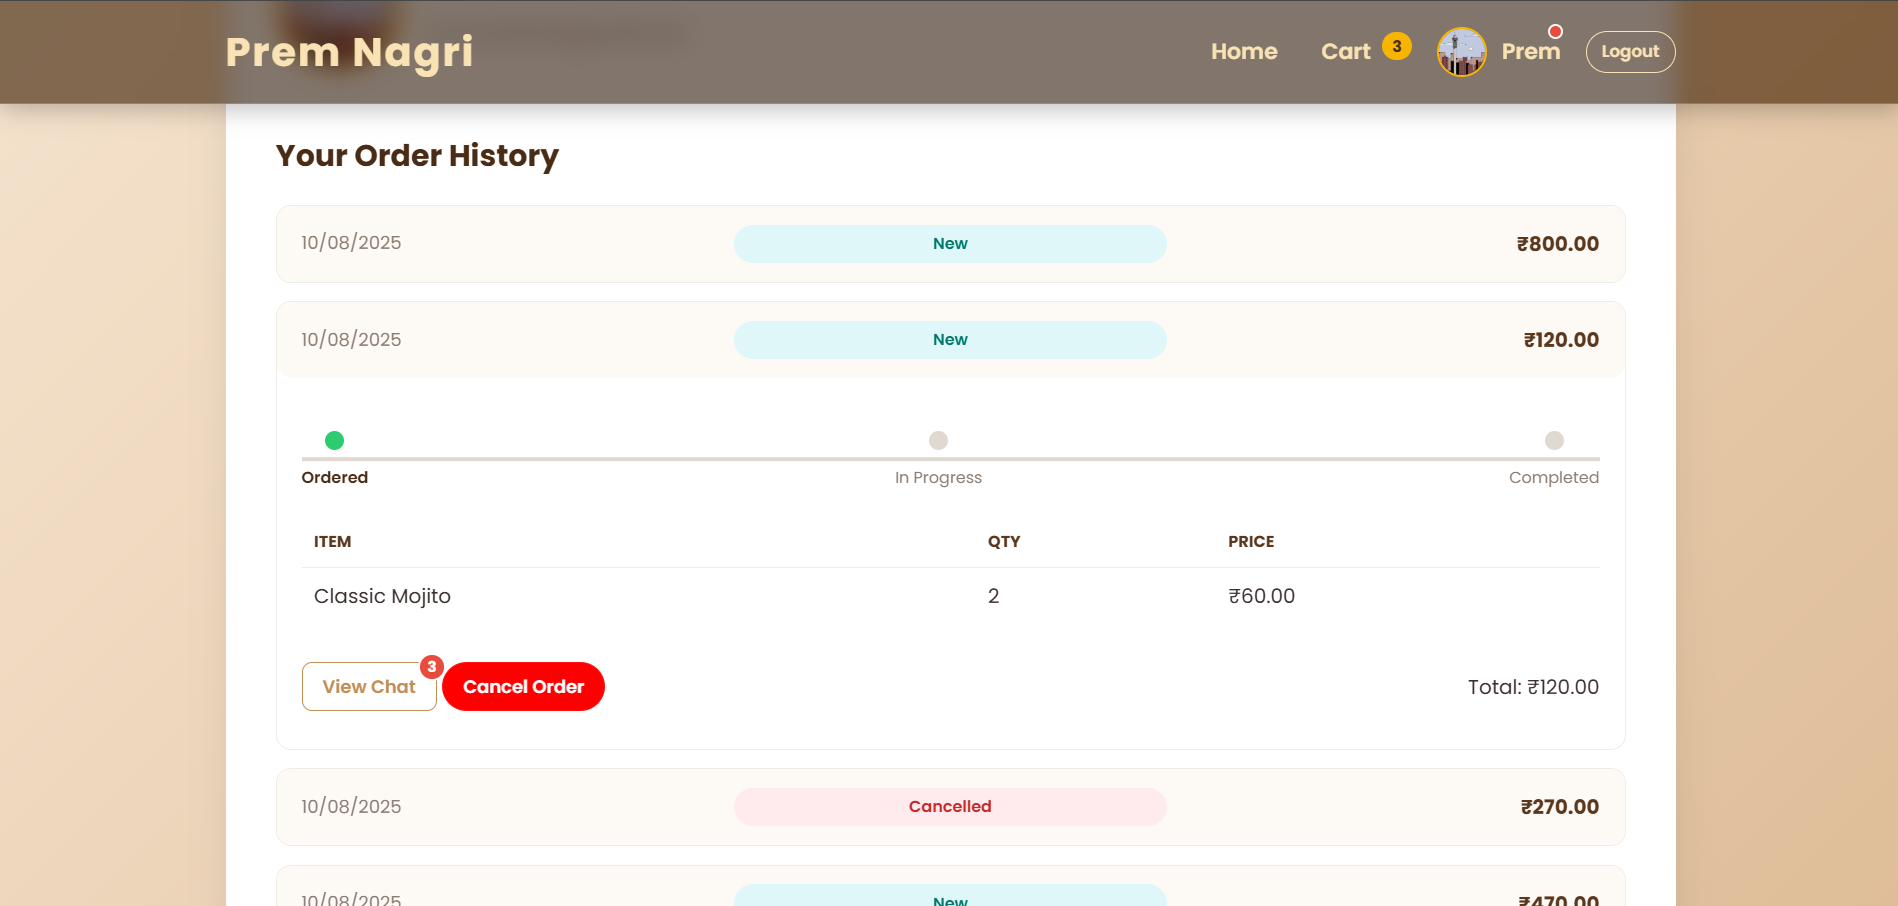 Prem Nagri
Home Cart 3 Prem Logout
Your Order History
10/08/2025 New ₹800.00
10/08/2025 New ₹120.00
Ordered In Progress Completed
ITEM QTY PRICE
Classic Mojito 2 ₹60.00
View Chat 3 Cancel Order Total: ₹120.00
10/08/2025 Cancelled ₹270.00
10/08/2025 New ₹470.00